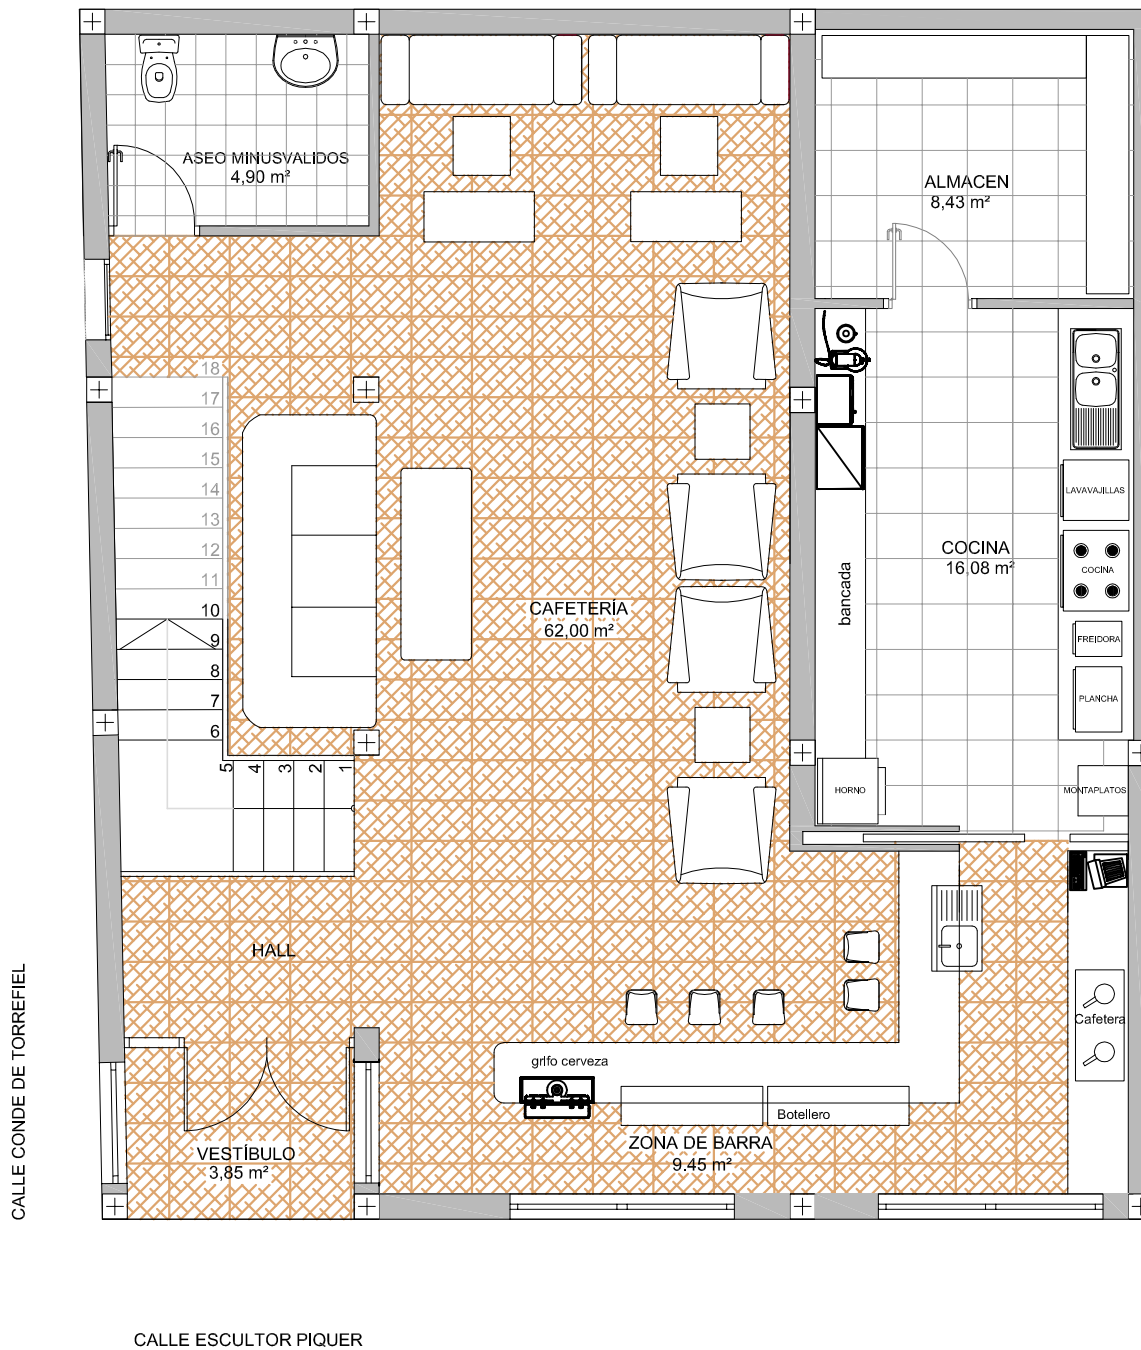 ASEO MINUSVALIDOS
4,90 m²
ALMACEN
8,43 m²
18
17
16
15
14
13
12
11
10
9
8
7
6
5
4
3
2
1
CAFETERÍA
62,00 m²
COCINA
16,08 m²
bancada
LAVAVAJILLAS
COCINA
FREIDORA
PLANCHA
HORNO
MONTAPLATOS
HALL
Cafetera
grifo cerveza
Botellero
ZONA DE BARRA
9.45 m²
VESTÍBULO
3,85 m²
CALLE CONDE DE TORREFIEL
CALLE ESCULTOR PIQUER